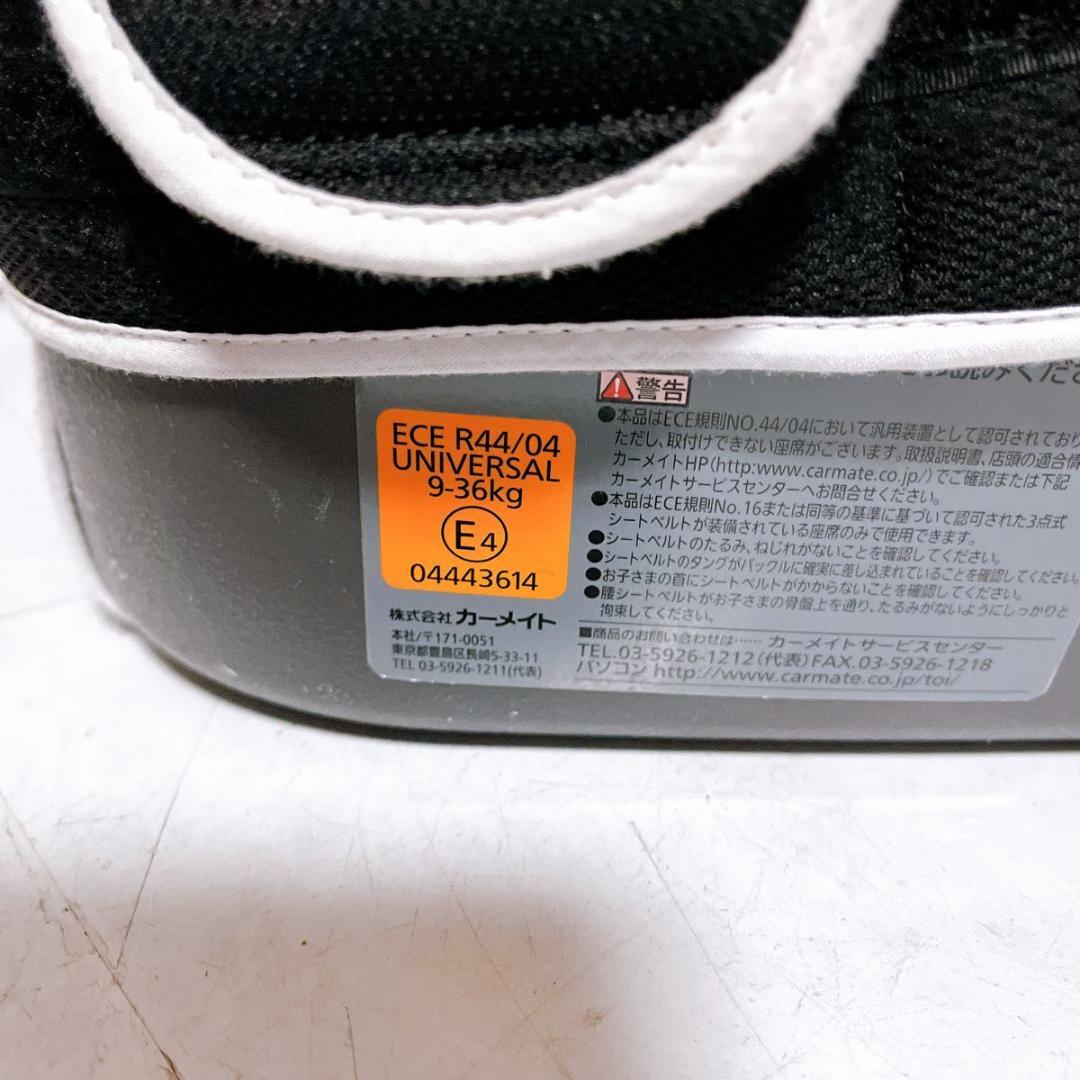 読みくださ
警告
ECE R44/04
UNIVERSAL
9-36kg
E4
04443614
株式会社 カーメイト
本社/〒171-0051
東京都豊島区長崎5-33-11
TEL 03-5926-1211(代表)
●本品はECE規則NO.44/04において汎用装置として認可されており
ただし、取付けできない座席がございます。取扱説明書、店頭の適合情
カーメイトHP(http:www.carmate.co.jp/)でご確認または下記
カーメイトサービスセンターへお問合せください。
●本品はECE規則No.16または同等の基準に基づいて認可された3点式
シートベルトが装備されている座席のみで使用できます。
●シートベルトのたるみ、ねじれがないことを確認してください。
●シートベルトのタングがバックルに確実に差し込まれていることを確認してください。
●お子さまの首にシートベルトがかからないことを確認してください。
●腰シートベルトがお子さまの骨盤上を通り、たるみがないようにしっかりと
拘束してください。
■商品のお問い合わせは…… カーメイトサービスセンター
TEL.03-5926-1212(代表)FAX.03-5926-1218
パソコン http://www.carmate.co.jp/toi/